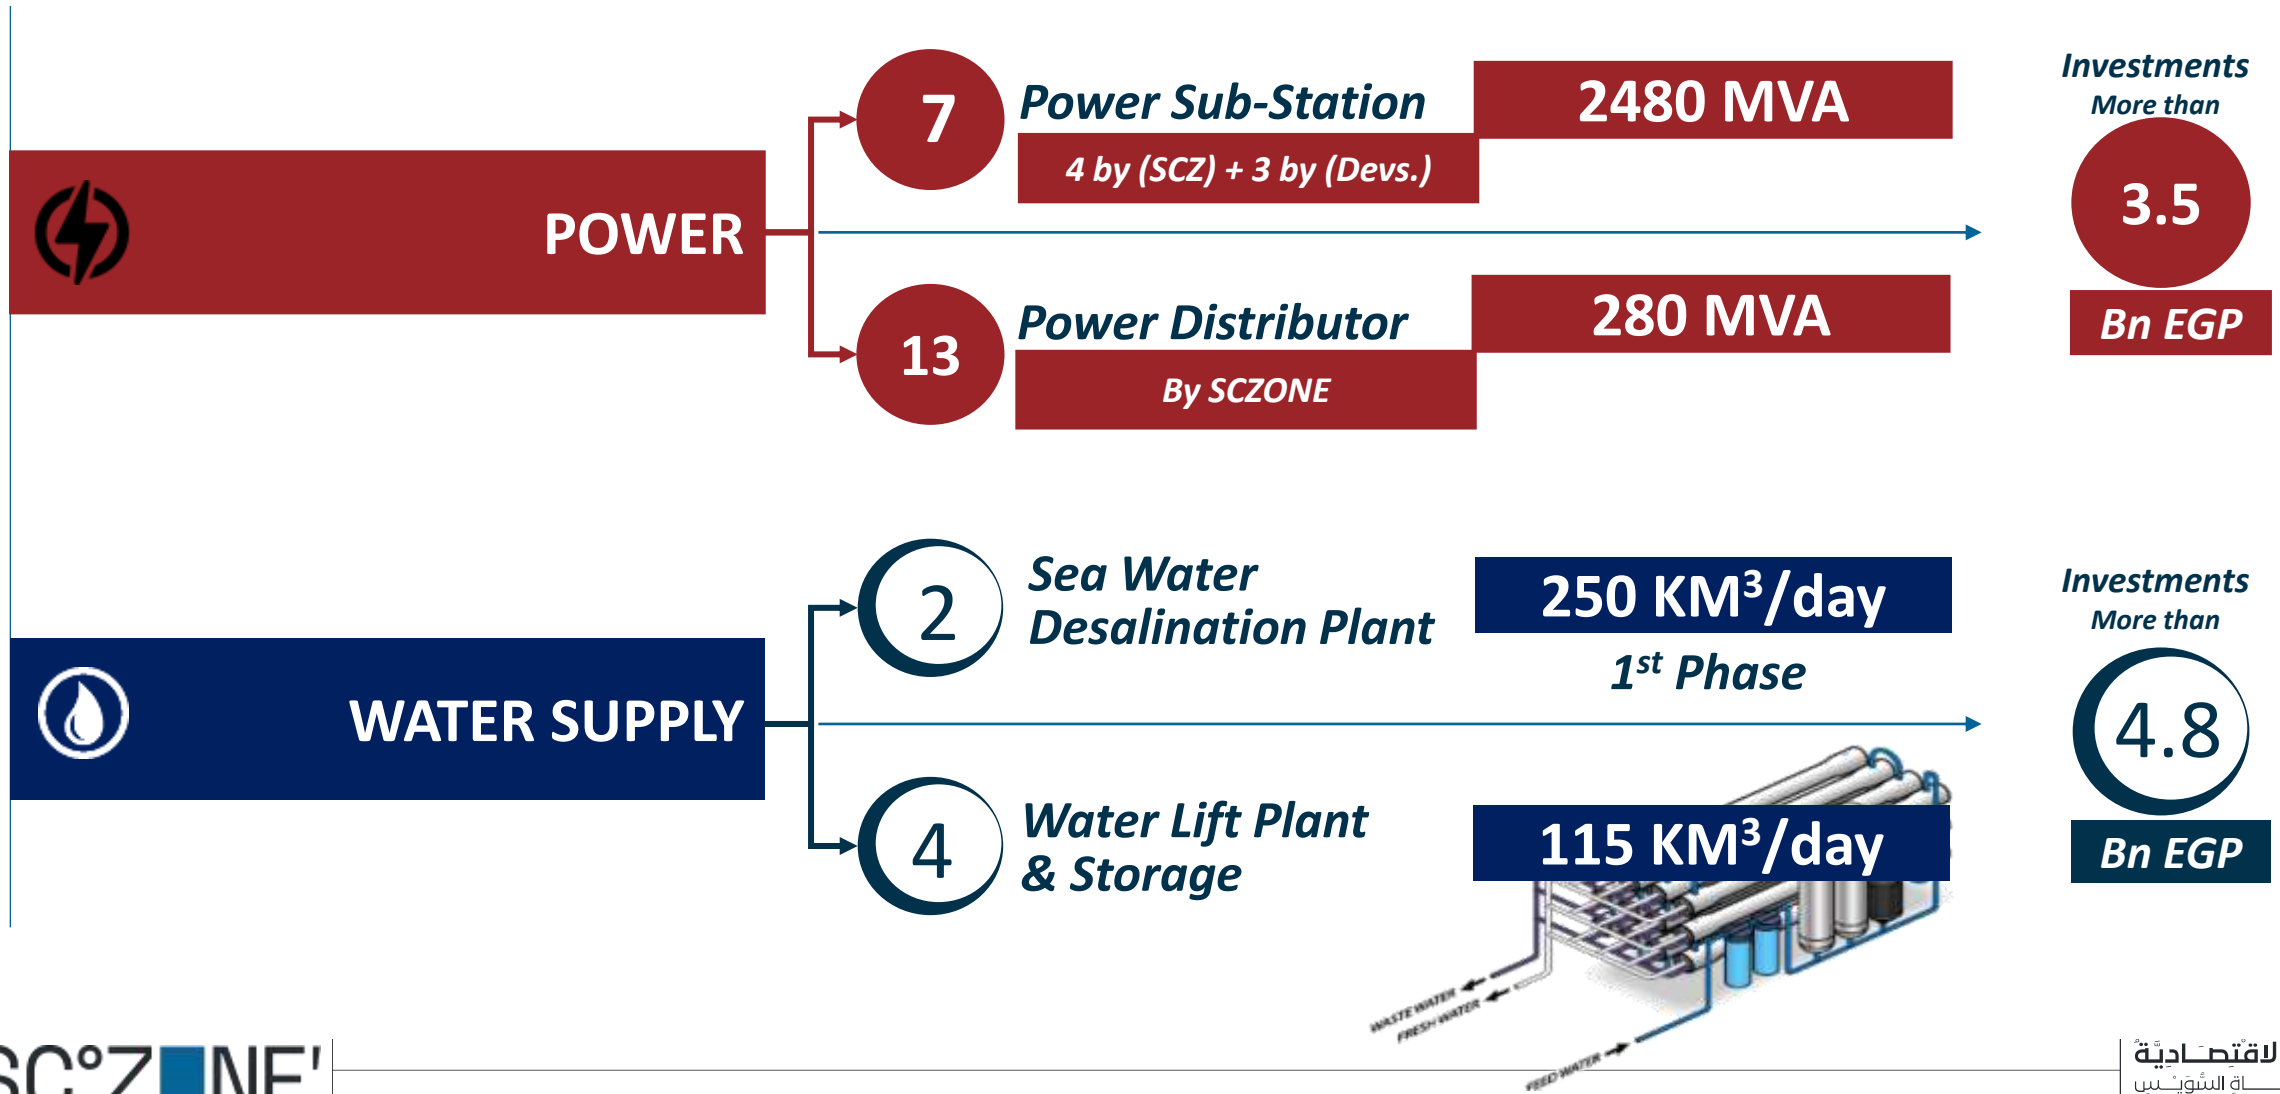 POWER
7
Power Sub-Station
4 by (SCZ) + 3 by (Devs.)
2480 MVA
13
Power Distributor
By SCZONE
280 MVA
Investments
More than
3.5
Bn EGP
WATER SUPPLY
2
Sea Water
Desalination Plant
250 KM³/day
1st Phase
4
Water Lift Plant
& Storage
115 KM³/day
Investments
More than
4.8
Bn EGP
WASTE WATER
FRESH WATER
FEED WATER